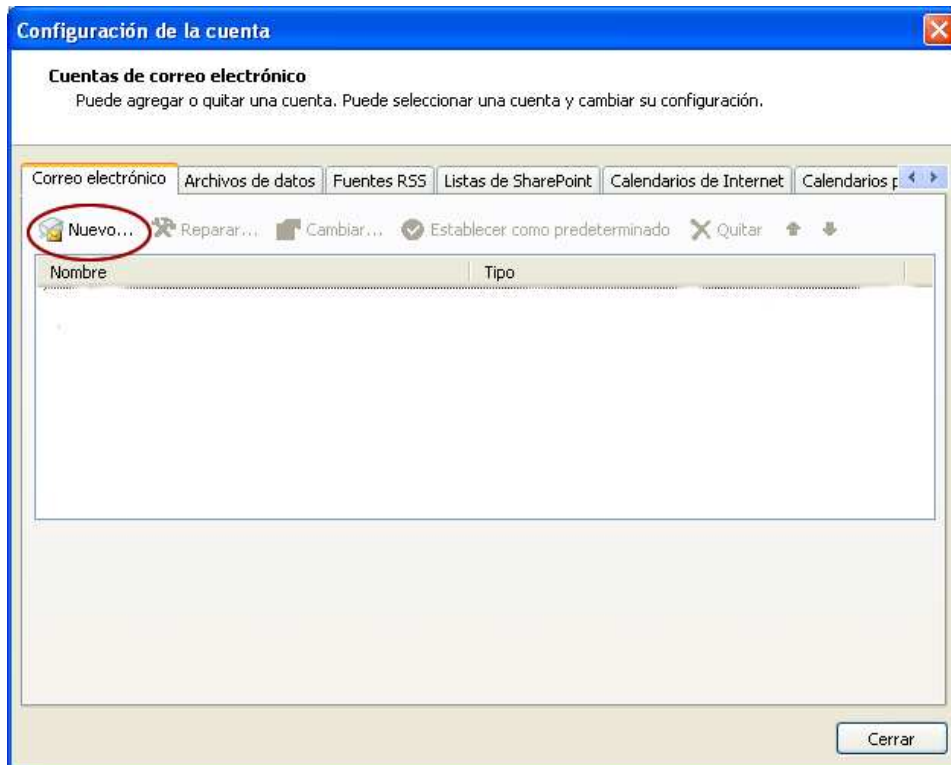 Configuración de la cuenta
Cuentas de correo electrónico
Puede agregar o quitar una cuenta. Puede seleccionar una cuenta y cambiar su configuración.
Correo electrónico Archivos de datos Fuentes RSS Listas de SharePoint Calendarios de Internet Calendarios p
Nuevo... Reparar... Cambiar... Establecer como predeterminado Quitar
Nombre Tipo
Cerrar